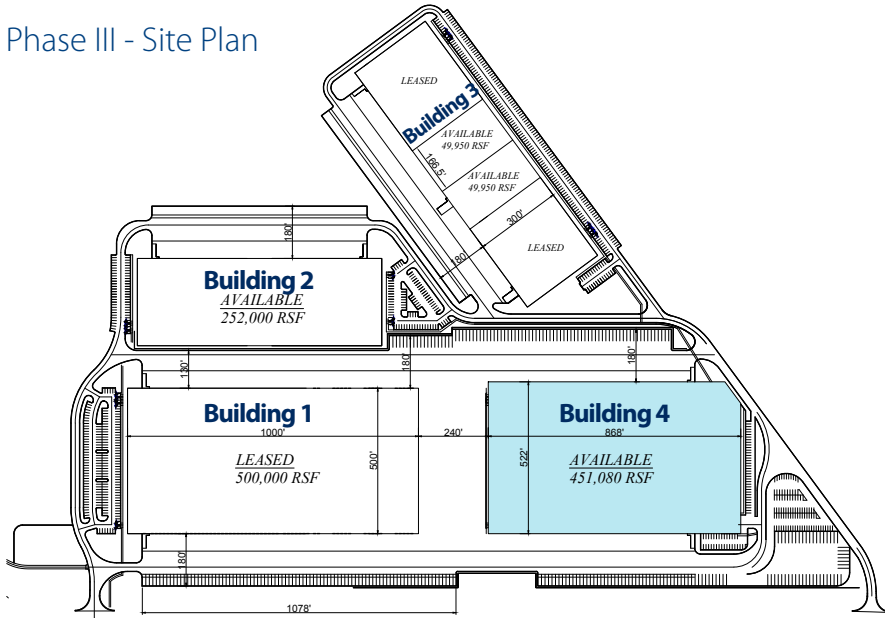 Phase III - Site Plan
LEASED
Building 3
AVAILABLE
49,950 RSF
166.5'
AVAILABLE
49,950 RSF
300'
LEASED
180'
180'
Building 2
AVAILABLE
252,000 RSF
130'
180'
180'
Building 1
1000'
LEASED
500,000 RSF
500'
240'
Building 4
868'
522'
AVAILABLE
451,080 RSF
180'
1078'